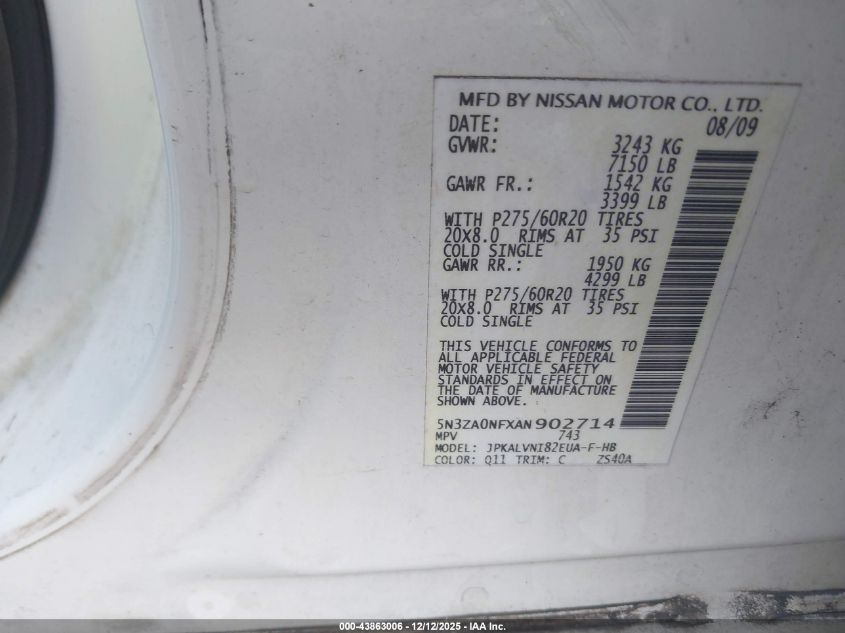 MFD BY NISSAN MOTOR CO., LTD.
DATE: 08/09
GVWR: 3243 KG
7150 LB
GAWR FR.: 1542 KG
3399 LB
WITH P275/60R20 TIRES
20X8.0 RIMS AT 35 PSI
COLD SINGLE
GAWR RR.: 1950 KG
4299 LB
WITH P275/60R20 TIRES
20X8.0 RIMS AT 35 PSI
COLD SINGLE
THIS VEHICLE CONFORMS TO
ALL APPLICABLE FEDERAL
MOTOR VEHICLE SAFETY
STANDARDS IN EFFECT ON
THE DATE OF MANUFACTURE
SHOWN ABOVE.
5N3ZA0NFXAN902714
MPV 743
MODEL: JPKALVNI82EUA-F-HB
COLOR: Q11 TRIM: C ZS40A
000-43863006 - 12/12/2025 - IAA Inc.